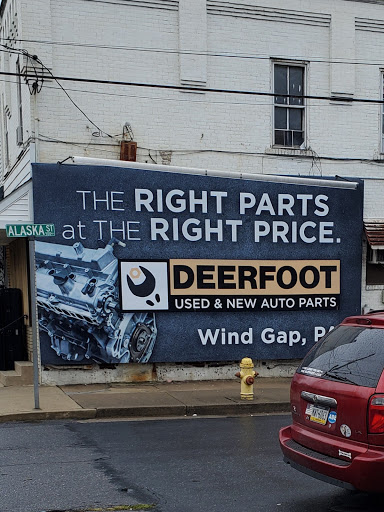 THE RIGHT PARTS
at THE RIGHT PRICE.
ALASKA ST
DEERFOOT
USED & NEW AUTO PARTS
Wind Gap, PA